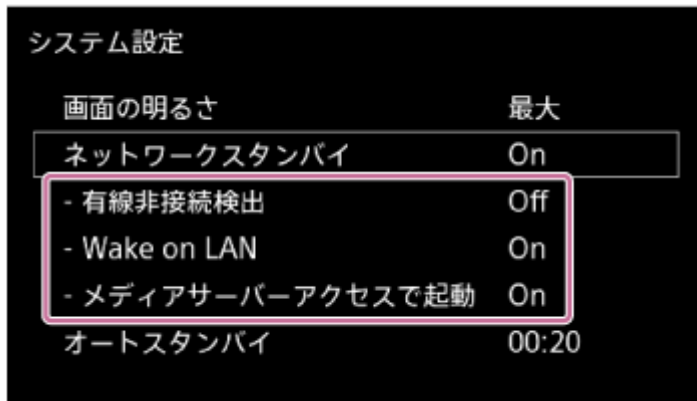 システム設定
画面の明るさ 最大
ネットワークスタンバイ On
- 有線非接続検出 Off
- Wake on LAN On
- メディアサーバーアクセスで起動 On
オートスタンバイ 00:20